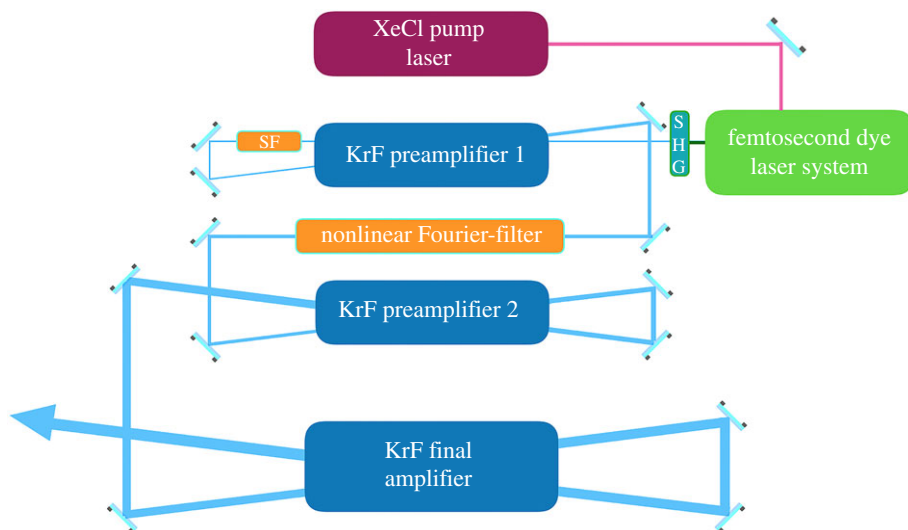 XeCl pump
laser
SF
KrF preamplifier 1
S
H
G
femtosecond dye
laser system
nonlinear Fourier-filter
KrF preamplifier 2
KrF final
amplifier